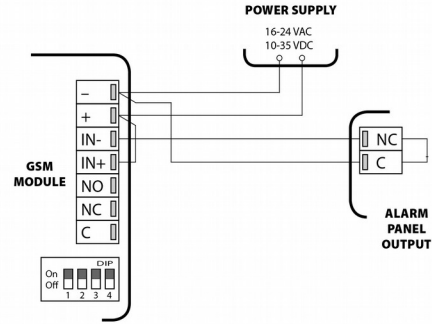 POWER SUPPLY
16-24 VAC
10-35 VDC
–
+
IN-
IN+
NO
NC
C
GSM
MODULE
NC
C
ALARM
PANEL
OUTPUT
DIP
On
Off
1 2 3 4